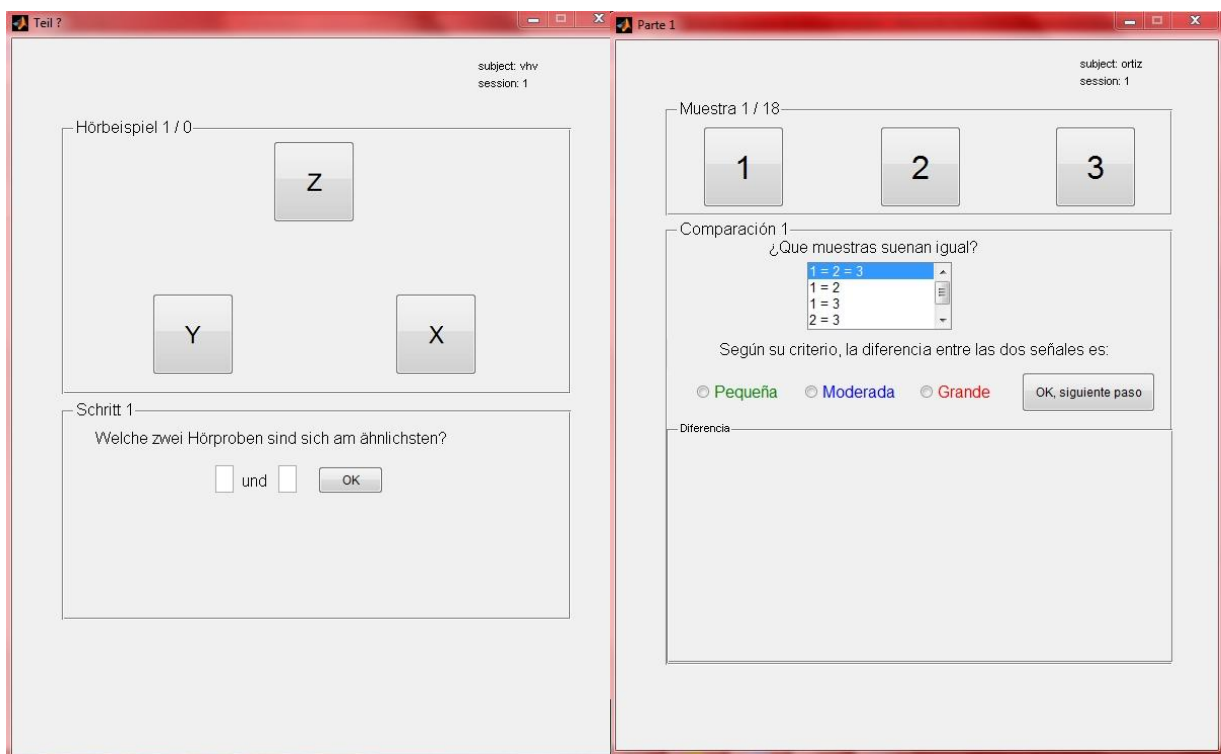 Teil ?
subject: vhv
session: 1
Hörbeispiel 1 / 0
Z
Y X
Schritt 1
Welche zwei Hörproben sind sich am ähnlichsten?
und OK
Parte 1
subject: ortiz
session: 1
Muestra 1 / 18
1 2 3
Comparación 1
¿Que muestras suenan igual?
1 = 2 = 3
1 = 2
1 = 3
2 = 3
Según su criterio, la diferencia entre las dos señales es:
Pequeña Moderada Grande OK, siguiente paso
Diferencia